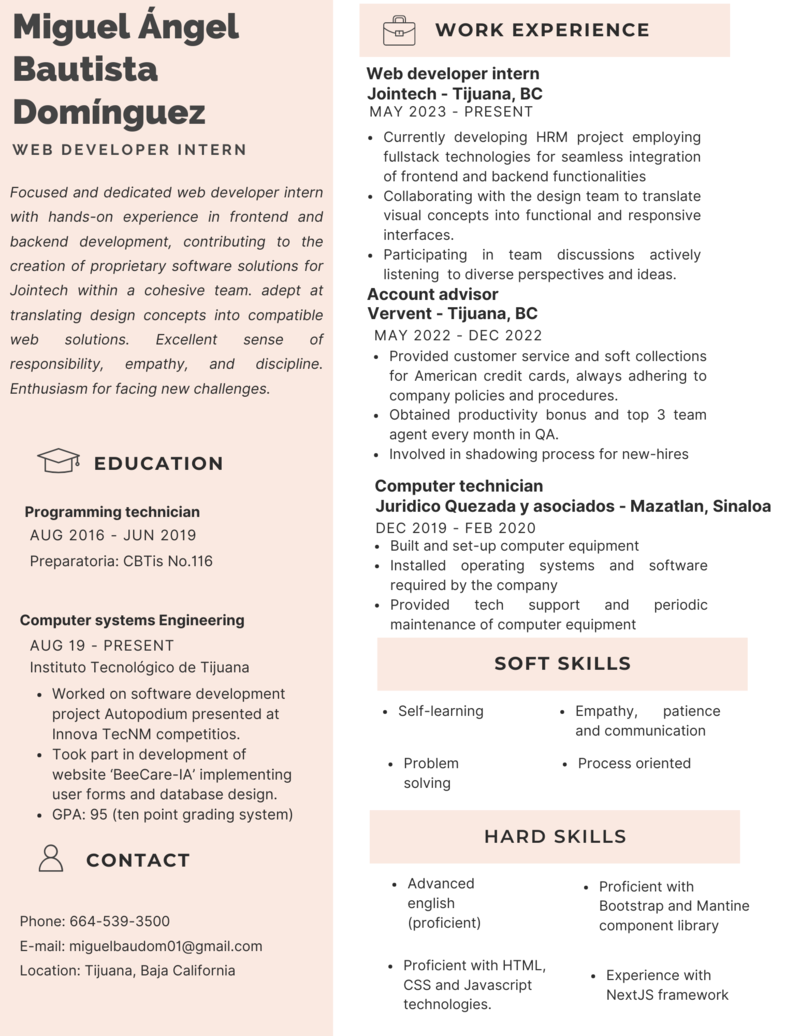 Miguel Ángel
Bautista
Domínguez
WEB DEVELOPER INTERN
Focused and dedicated web developer intern
with hands-on experience in frontend and
backend development, contributing to the
creation of proprietary software solutions for
Jointech within a cohesive team. adept at
translating design concepts into compatible
web solutions. Excellent sense of
responsibility, empathy, and discipline.
Enthusiasm for facing new challenges.
EDUCATION
Programming technician
AUG 2016 - JUN 2019
Preparatoria: CBTis No.116
Computer systems Engineering
AUG 19 - PRESENT
Instituto Tecnológico de Tijuana
• Worked on software development
project Autopodium presented at
Innova TecNM competitios.
• Took part in development of
website ‘BeeCare-IA’ implementing
user forms and database design.
• GPA: 95 (ten point grading system)
CONTACT
Phone: 664-539-3500
E-mail: miguelbaudom01@gmail.com
Location: Tijuana, Baja California
WORK EXPERIENCE
Web developer intern
Jointech - Tijuana, BC
MAY 2023 - PRESENT
• Currently developing HRM project employing
fullstack technologies for seamless integration
of frontend and backend functionalities
• Collaborating with the design team to translate
visual concepts into functional and responsive
interfaces.
• Participating in team discussions actively
listening to diverse perspectives and ideas.
Account advisor
Vervent - Tijuana, BC
MAY 2022 - DEC 2022
• Provided customer service and soft collections
for American credit cards, always adhering to
company policies and procedures.
• Obtained productivity bonus and top 3 team
agent every month in QA.
• Involved in shadowing process for new-hires
Computer technician
Juridico Quezada y asociados - Mazatlan, Sinaloa
DEC 2019 - FEB 2020
• Built and set-up computer equipment
• Installed operating systems and software
required by the company
• Provided tech support and periodic
maintenance of computer equipment
SOFT SKILLS
• Self-learning
• Empathy, patience
and communication
• Problem
solving
• Process oriented
HARD SKILLS
• Advanced
english
(proficient)
• Proficient with
Bootstrap and Mantine
component library
• Proficient with HTML,
CSS and Javascript
technologies.
• Experience with
NextJS framework